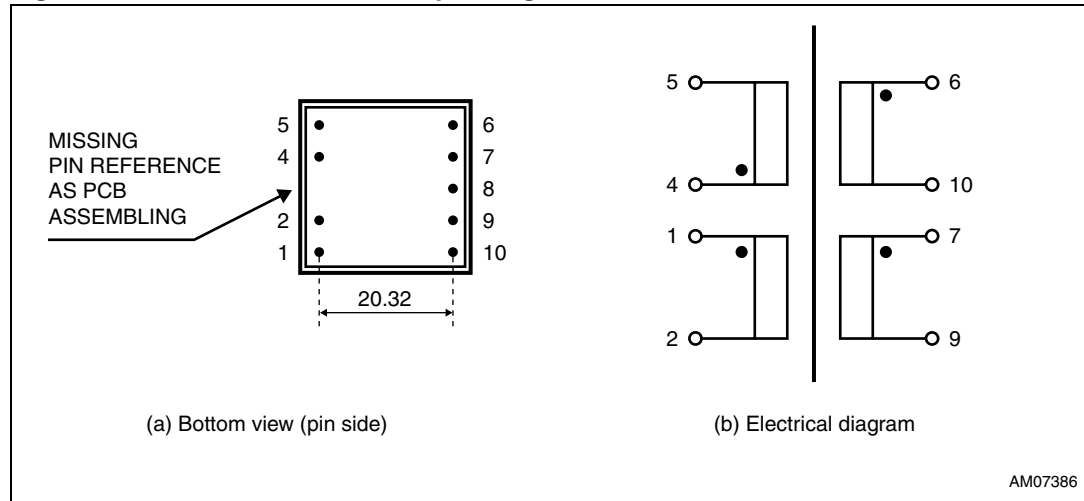 MISSING
PIN REFERENCE
AS PCB
ASSEMBLING
5
4
2
1
6
7
8
9
10
20.32
(a) Bottom view (pin side)
5
4
1
2
6
10
7
9
(b) Electrical diagram
AM07386